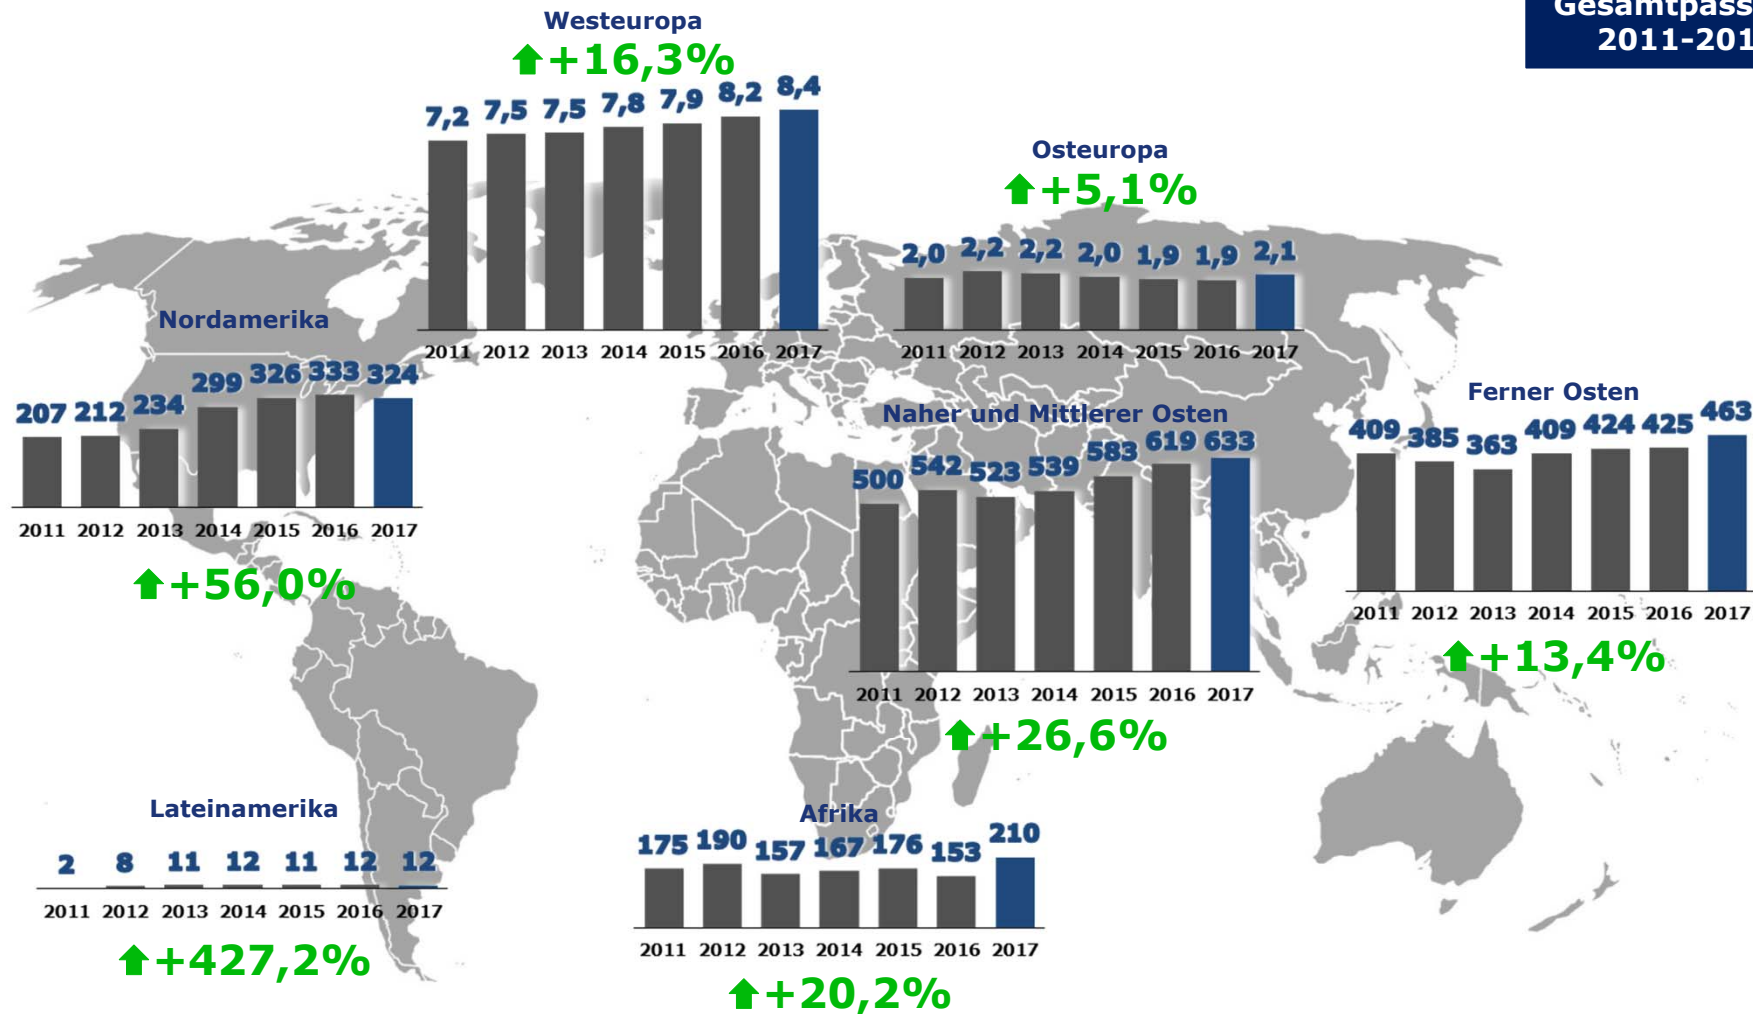 Gesamtpass
2011-201
Westeuropa
+16,3%
7,2 7,5 7,5 7,8 7,9 8,2 8,4
2011 2012 2013 2014 2015 2016 2017
Osteuropa
+5,1%
2,0 2,2 2,2 2,0 1,9 1,9 2,1
2011 2012 2013 2014 2015 2016 2017
Nordamerika
207 212 234 299 326 333 324
2011 2012 2013 2014 2015 2016 2017
+56,0%
Naher und Mittlerer Osten
500 542 523 539 583 619 633
2011 2012 2013 2014 2015 2016 2017
+26,6%
Ferner Osten
409 385 363 409 424 425 463
2011 2012 2013 2014 2015 2016 2017
+13,4%
Lateinamerika
2 8 11 12 11 12 12
2011 2012 2013 2014 2015 2016 2017
+427,2%
Afrika
175 190 157 167 176 153 210
2011 2012 2013 2014 2015 2016 2017
+20,2%